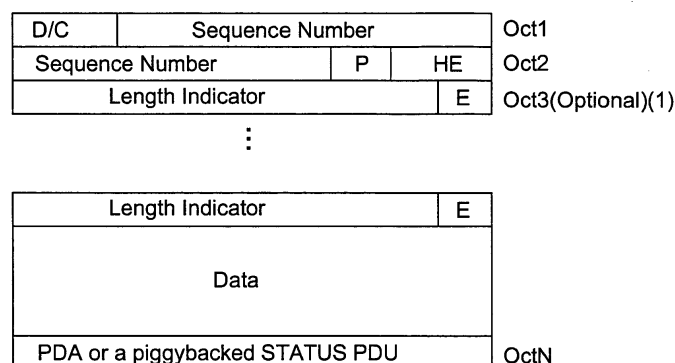 D/C Sequence Number Oct1
Sequence Number P HE Oct2
Length Indicator E Oct3(Optional)(1)
Length Indicator E
Data
PDA or a piggybacked STATUS PDU OctN